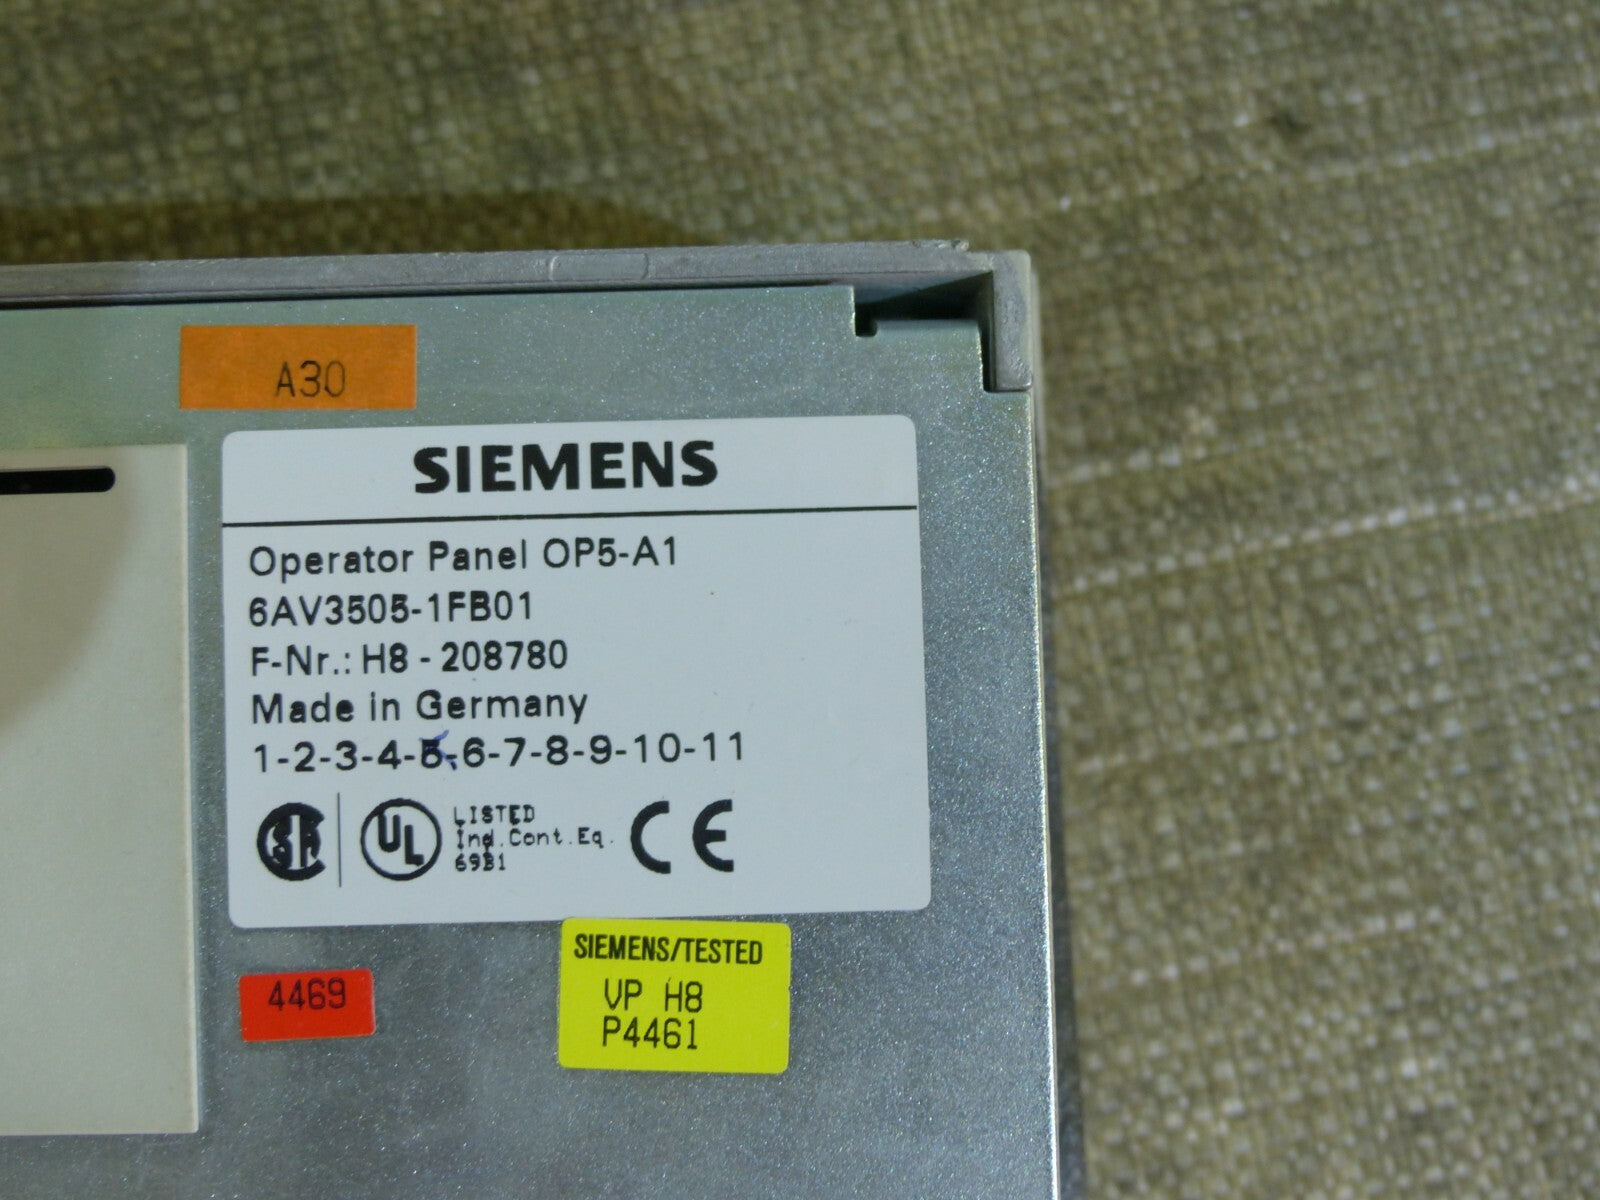 A30
SIEMENS
Operator Panel OP5-A1
6AV3505-1FB01
F-Nr.: H8 - 208780
Made in Germany
1-2-3-4-5-6-7-8-9-10-11
UL LISTED
Ind.Cont.Eq.
69B1
CE
4469
SIEMENS/TESTED
VP H8
P4461